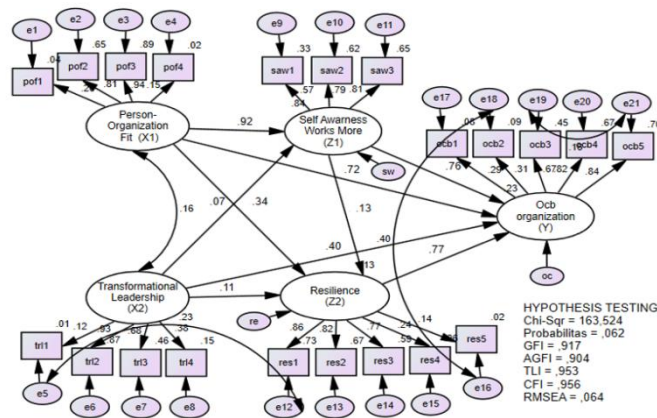 e1
e2
e3
e4
.04
.65
.89
.02
pof1
pof2
pof3
pof4
.81
.94
.15
Person-
Organization
Fit (X1)
e9
e10
e11
.33
.62
.65
saw1
saw2
saw3
.57
.79
.81
.84
Self Awarness
Works More
(Z1)
sw
e17
e18
e19
e20
e21
.09
.45
.67
ocb1
ocb2
ocb3
ocb4
ocb5
.76
.29
.31
.84
.23
Ocb
organization
(Y)
oc
.92
.72
.16
.07
.34
.13
.40
.40
.77
.11
Transformational
Leadership
(X2)
.01
.12
.93
.87
.68
.46
.23
.38
.15
trl1
trl2
trl3
trl4
e5
e6
e7
e8
Resilience
(Z2)
re
.86
.73
.82
.67
.77
.59
.24
.14
.02
res1
res2
res3
res4
res5
e12
e13
e14
e15
e16
HYPOTHESIS TESTING
Chi-Sqr = 163,524
Probabilitas = ,062
GFI = ,917
AGFI = ,904
TLI = ,953
CFI = ,956
RMSEA = ,064